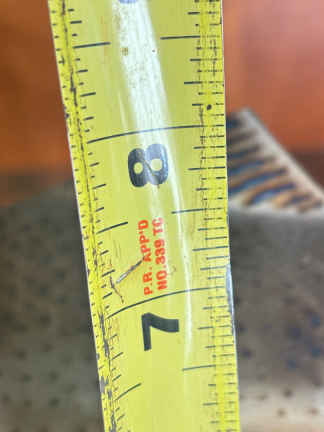 8
P.R. APP'D
NO. 339 TC
7